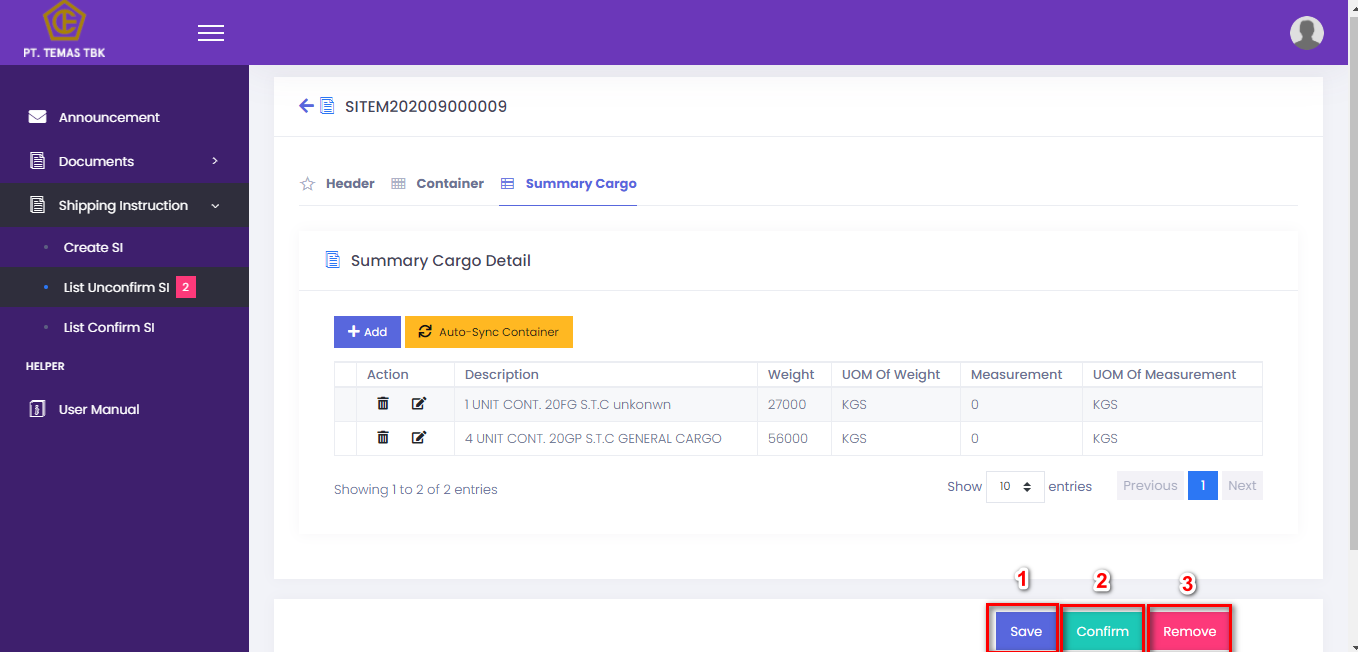 PT. TEMAS TBK
Announcement
Documents
Shipping Instruction
Create SI
List Unconfirm SI 2
List Confirm SI
HELPER
User Manual
SITEM202009000009
Header Container Summary Cargo
Summary Cargo Detail
Add Auto-Sync Container
Action Description Weight UOM Of Weight Measurement UOM Of Measurement
1 UNIT CONT. 20FG S.T.C unkonwn 27000 KGS 0 KGS
4 UNIT CONT. 20GP S.T.C GENERAL CARGO 56000 KGS 0 KGS
Showing 1 to 2 of 2 entries Show 10 entries Previous 1 Next
1 2 3
Save Confirm Remove